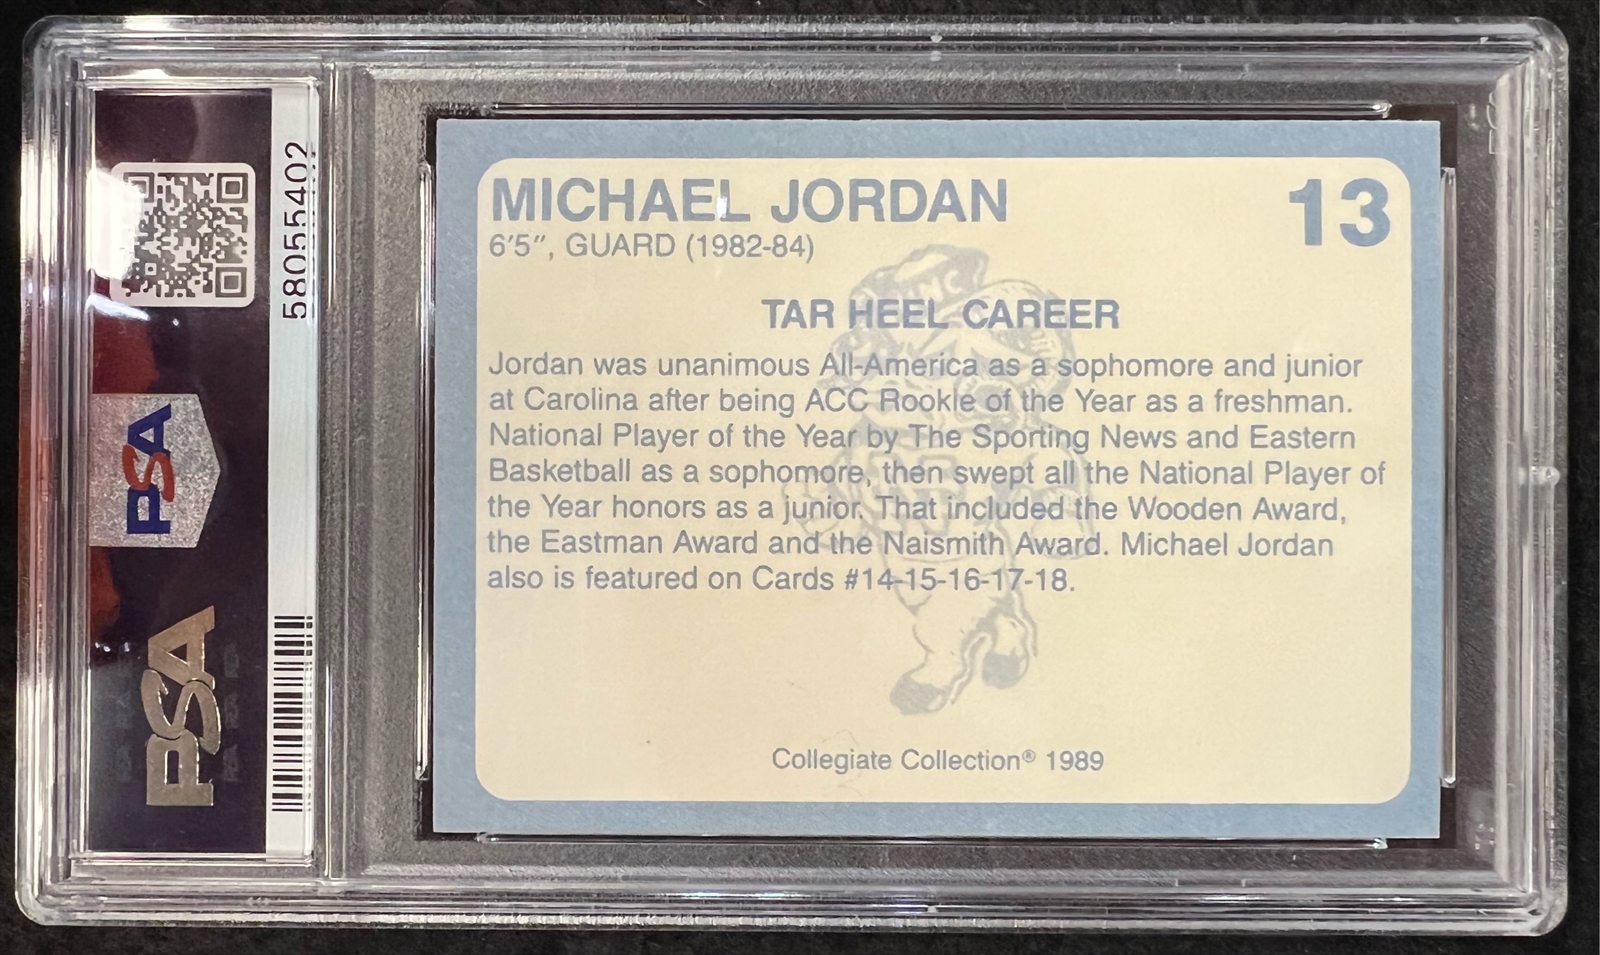 MICHAEL JORDAN
13
6'5", GUARD (1982-84)
TAR HEEL CAREER
Jordan was unanimous All-America as a sophomore and junior
at Carolina after being ACC Rookie of the Year as a freshman.
National Player of the Year by The Sporting News and Eastern
Basketball as a sophomore, then swept all the National Player of
the Year honors as a junior. That included the Wooden Award,
the Eastman Award and the Naismith Award. Michael Jordan
also is featured on Cards #14-15-16-17-18.
Collegiate Collection® 1989
58055402
PSA
PSA
UNC